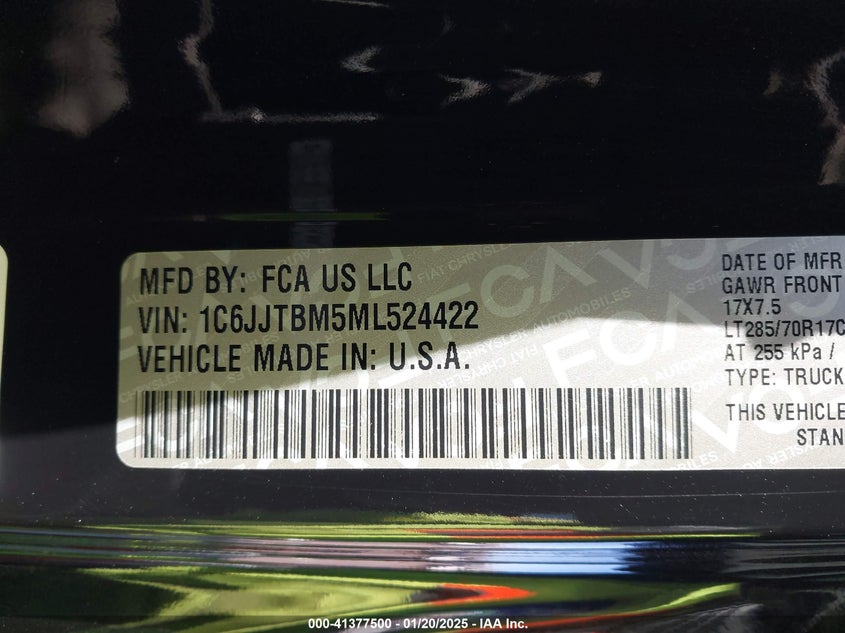 MFD BY: FCA US LLC
VIN: 1C6JJTBM5ML524422
VEHICLE MADE IN: U.S.A.
DATE OF MFR
GAWR FRONT
17X7.5
LT285/70R17C
AT 255 kPa /
TYPE: TRUCK
THIS VEHICLE
STAN
000-41377500 - 01/20/2025 - IAA Inc.